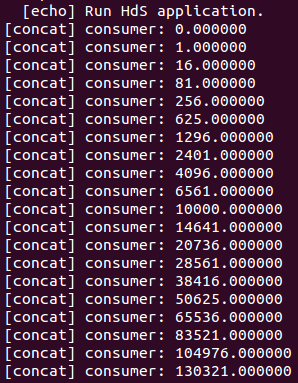 [echo] Run HdS application.
[concat] consumer: 0.000000
[concat] consumer: 1.000000
[concat] consumer: 16.000000
[concat] consumer: 81.000000
[concat] consumer: 256.000000
[concat] consumer: 625.000000
[concat] consumer: 1296.000000
[concat] consumer: 2401.000000
[concat] consumer: 4096.000000
[concat] consumer: 6561.000000
[concat] consumer: 10000.000000
[concat] consumer: 14641.000000
[concat] consumer: 20736.000000
[concat] consumer: 28561.000000
[concat] consumer: 38416.000000
[concat] consumer: 50625.000000
[concat] consumer: 65536.000000
[concat] consumer: 83521.000000
[concat] consumer: 104976.000000
[concat] consumer: 130321.000000